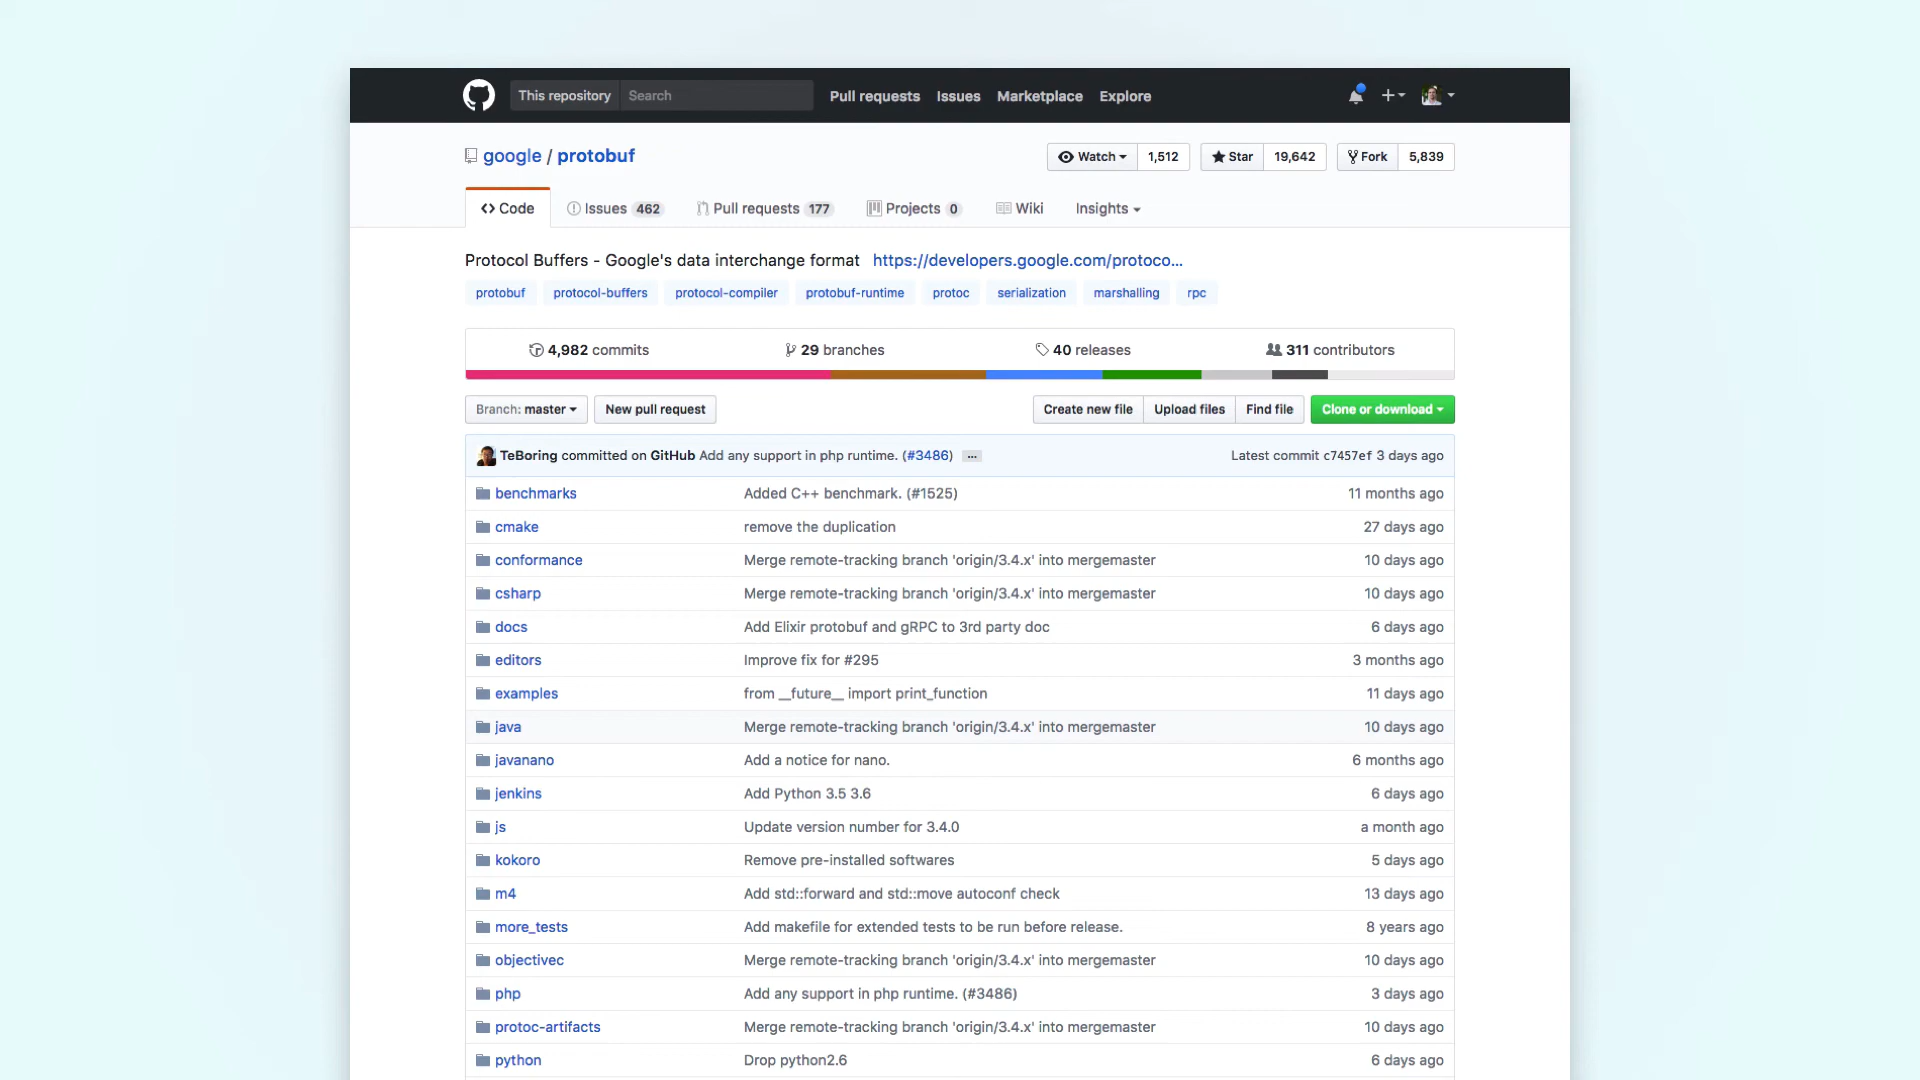 This repository Search Pull requests Issues Marketplace Explore
google / protobuf Watch 1,512 Star 19,642 Fork 5,839
Code Issues 462 Pull requests 177 Projects 0 Wiki Insights
Protocol Buffers - Google's data interchange format https://developers.google.com/protoco...
protobuf protocol-buffers protocol-compiler protobuf-runtime protoc serialization marshalling rpc
4,982 commits 29 branches 40 releases 311 contributors
Branch: master New pull request Create new file Upload files Find file Clone or download
TeBoring committed on GitHub Add any support in php runtime. (#3486) ... Latest commit c7457ef 3 days ago
benchmarks Added C++ benchmark. (#1525) 11 months ago
cmake remove the duplication 27 days ago
conformance Merge remote-tracking branch 'origin/3.4.x' into mergemaster 10 days ago
csharp Merge remote-tracking branch 'origin/3.4.x' into mergemaster 10 days ago
docs Add Elixir protobuf and gRPC to 3rd party doc 6 days ago
editors Improve fix for #295 3 months ago
examples from __future__ import print_function 11 days ago
java Merge remote-tracking branch 'origin/3.4.x' into mergemaster 10 days ago
javanano Add a notice for nano. 6 months ago
jenkins Add Python 3.5 3.6 6 days ago
js Update version number for 3.4.0 a month ago
kokoro Remove pre-installed softwares 5 days ago
m4 Add std::forward and std::move autoconf check 13 days ago
more_tests Add makefile for extended tests to be run before release. 8 years ago
objectivec Merge remote-tracking branch 'origin/3.4.x' into mergemaster 10 days ago
php Add any support in php runtime. (#3486) 3 days ago
protoc-artifacts Merge remote-tracking branch 'origin/3.4.x' into mergemaster 10 days ago
python Drop python2.6 6 days ago